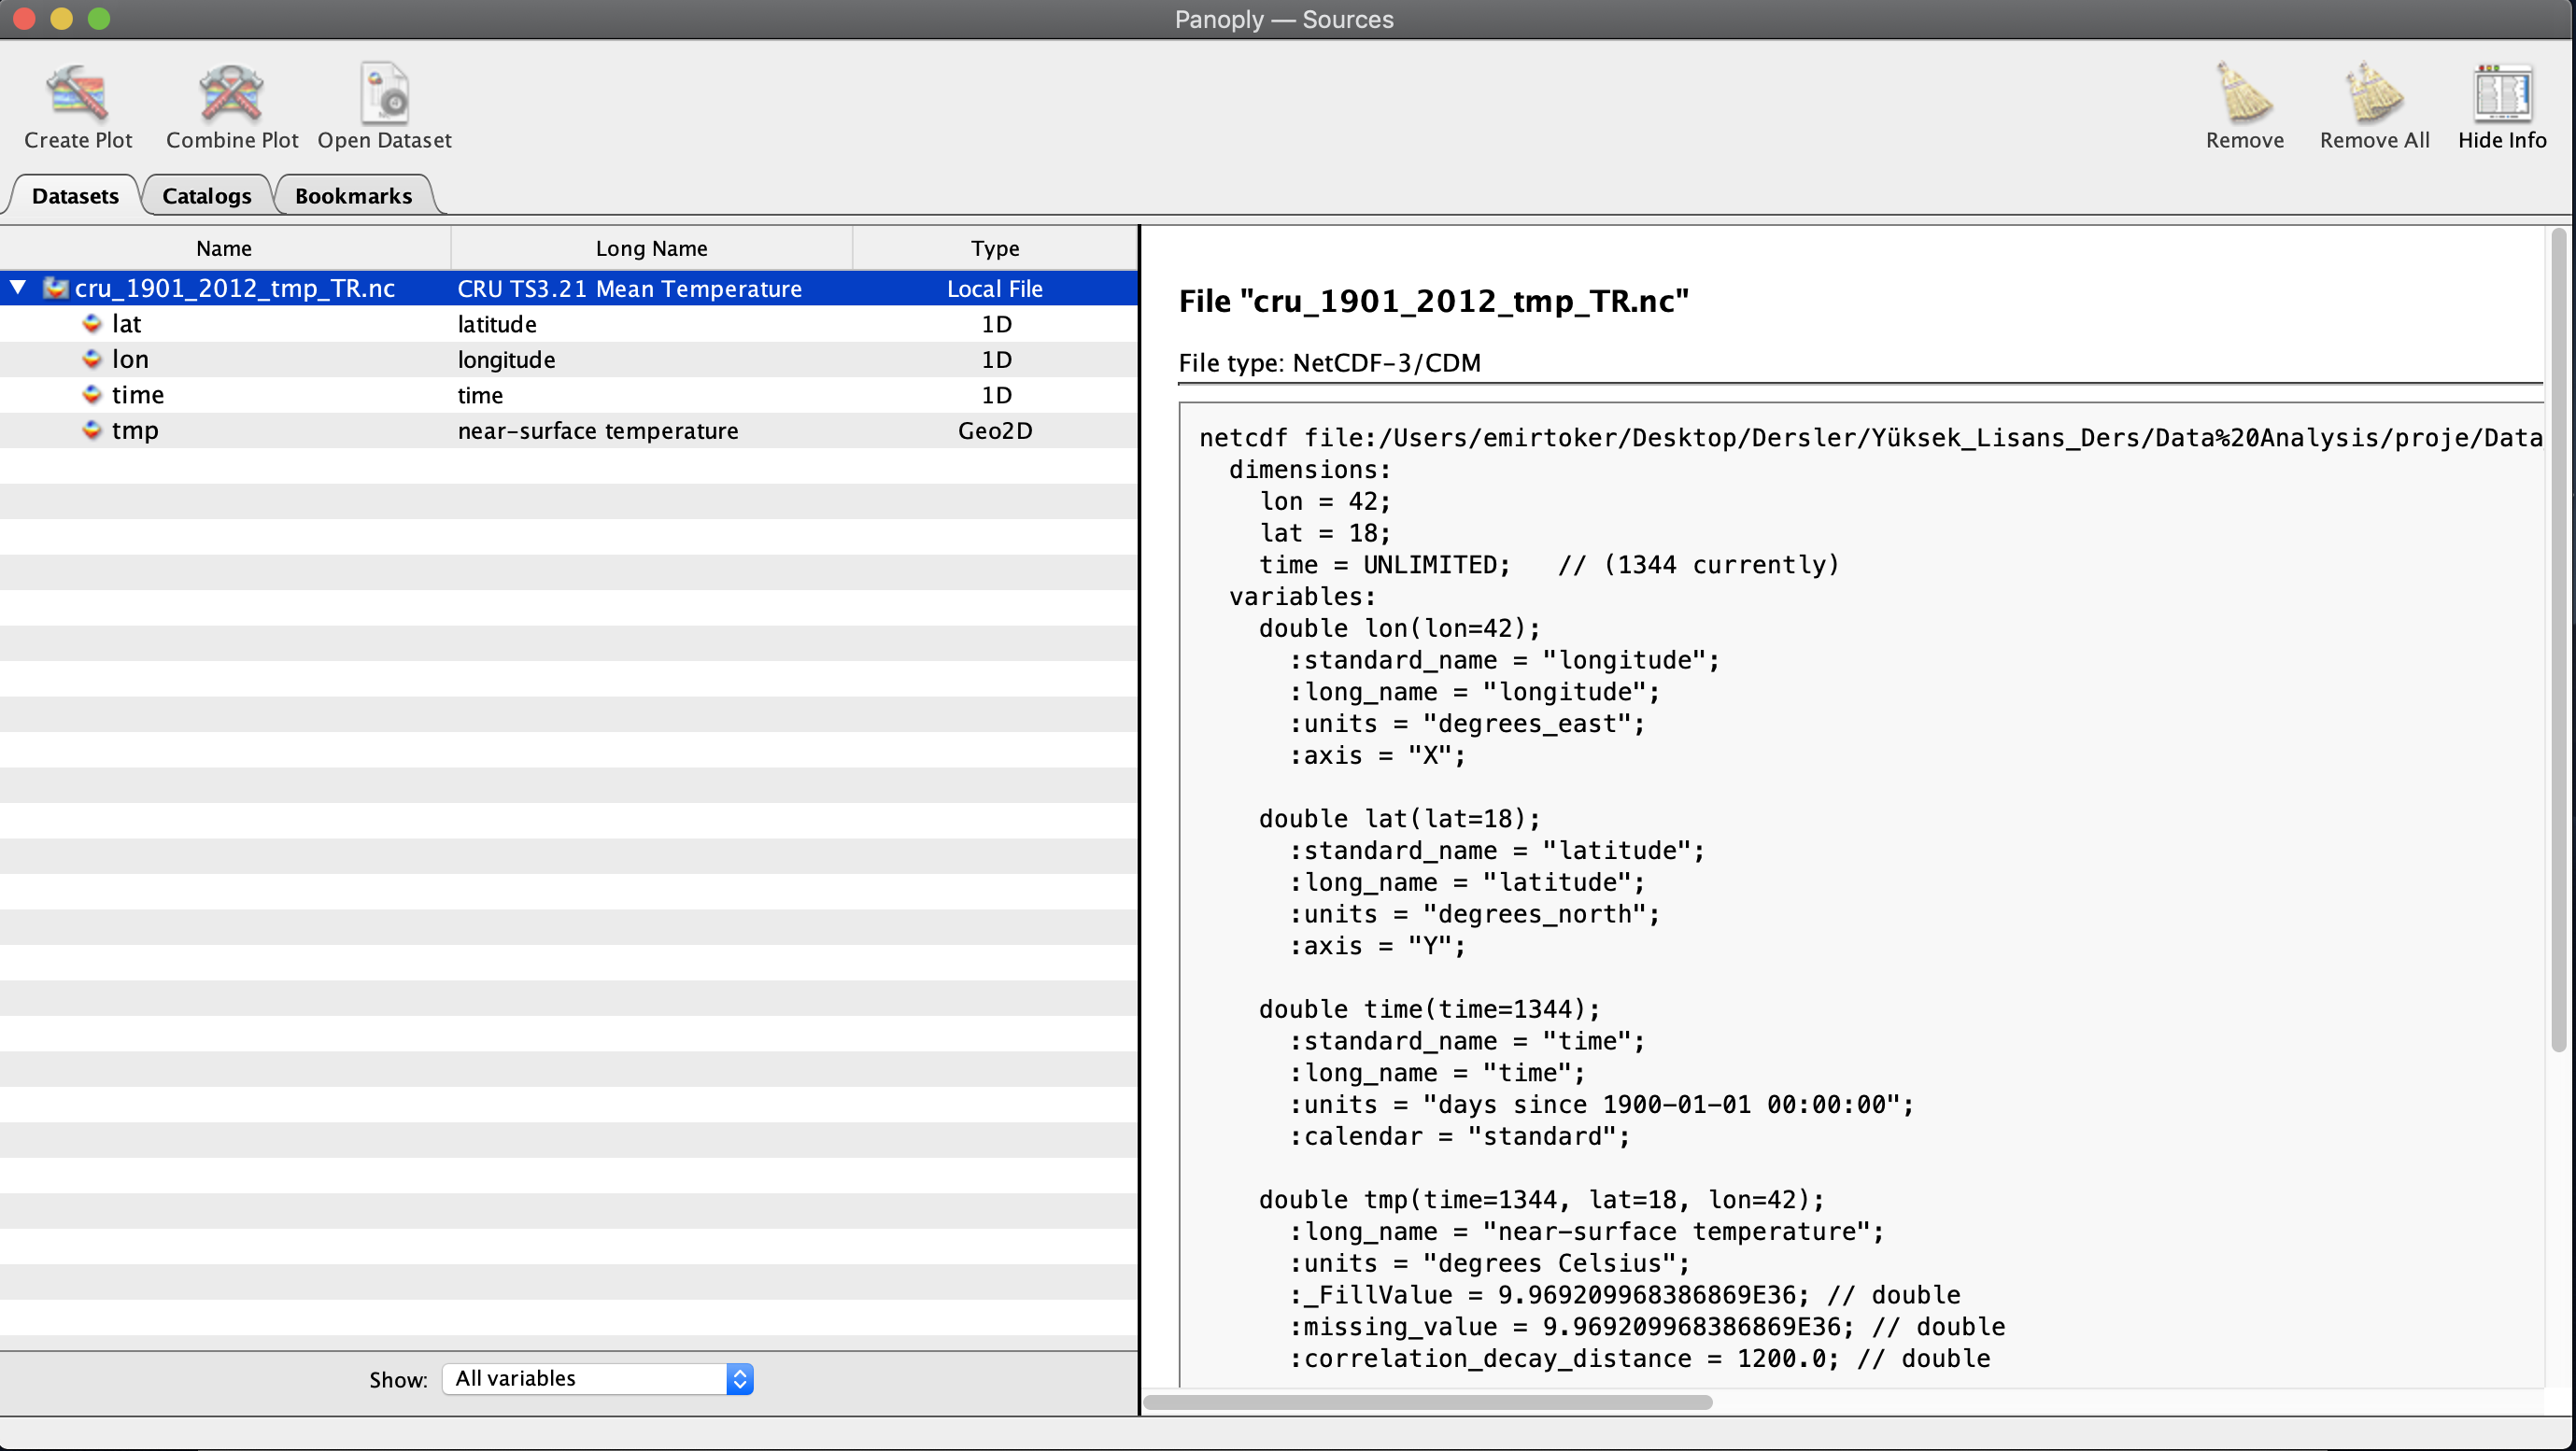 Panoply — Sources
Create Plot
Combine Plot
Open Dataset
Remove
Remove All
Hide Info
Datasets
Catalogs
Bookmarks
Name Long Name Type
cru_1901_2012_tmp_TR.nc CRU TS3.21 Mean Temperature Local File
lat latitude 1D
lon longitude 1D
time time 1D
tmp near-surface temperature Geo2D
Show: All variables
File "cru_1901_2012_tmp_TR.nc"
File type: NetCDF-3/CDM
netcdf file:/Users/emirtoker/Desktop/Dersler/Yüksek_Lisans_Ders/Data%20Analysis/proje/Data
dimensions:
lon = 42;
lat = 18;
time = UNLIMITED; // (1344 currently)
variables:
double lon(lon=42);
:standard_name = "longitude";
:long_name = "longitude";
:units = "degrees_east";
:axis = "X";
double lat(lat=18);
:standard_name = "latitude";
:long_name = "latitude";
:units = "degrees_north";
:axis = "Y";
double time(time=1344);
:standard_name = "time";
:long_name = "time";
:units = "days since 1900-01-01 00:00:00";
:calendar = "standard";
double tmp(time=1344, lat=18, lon=42);
:long_name = "near-surface temperature";
:units = "degrees Celsius";
:_FillValue = 9.969209968386869E36; // double
:missing_value = 9.969209968386869E36; // double
:correlation_decay_distance = 1200.0; // double